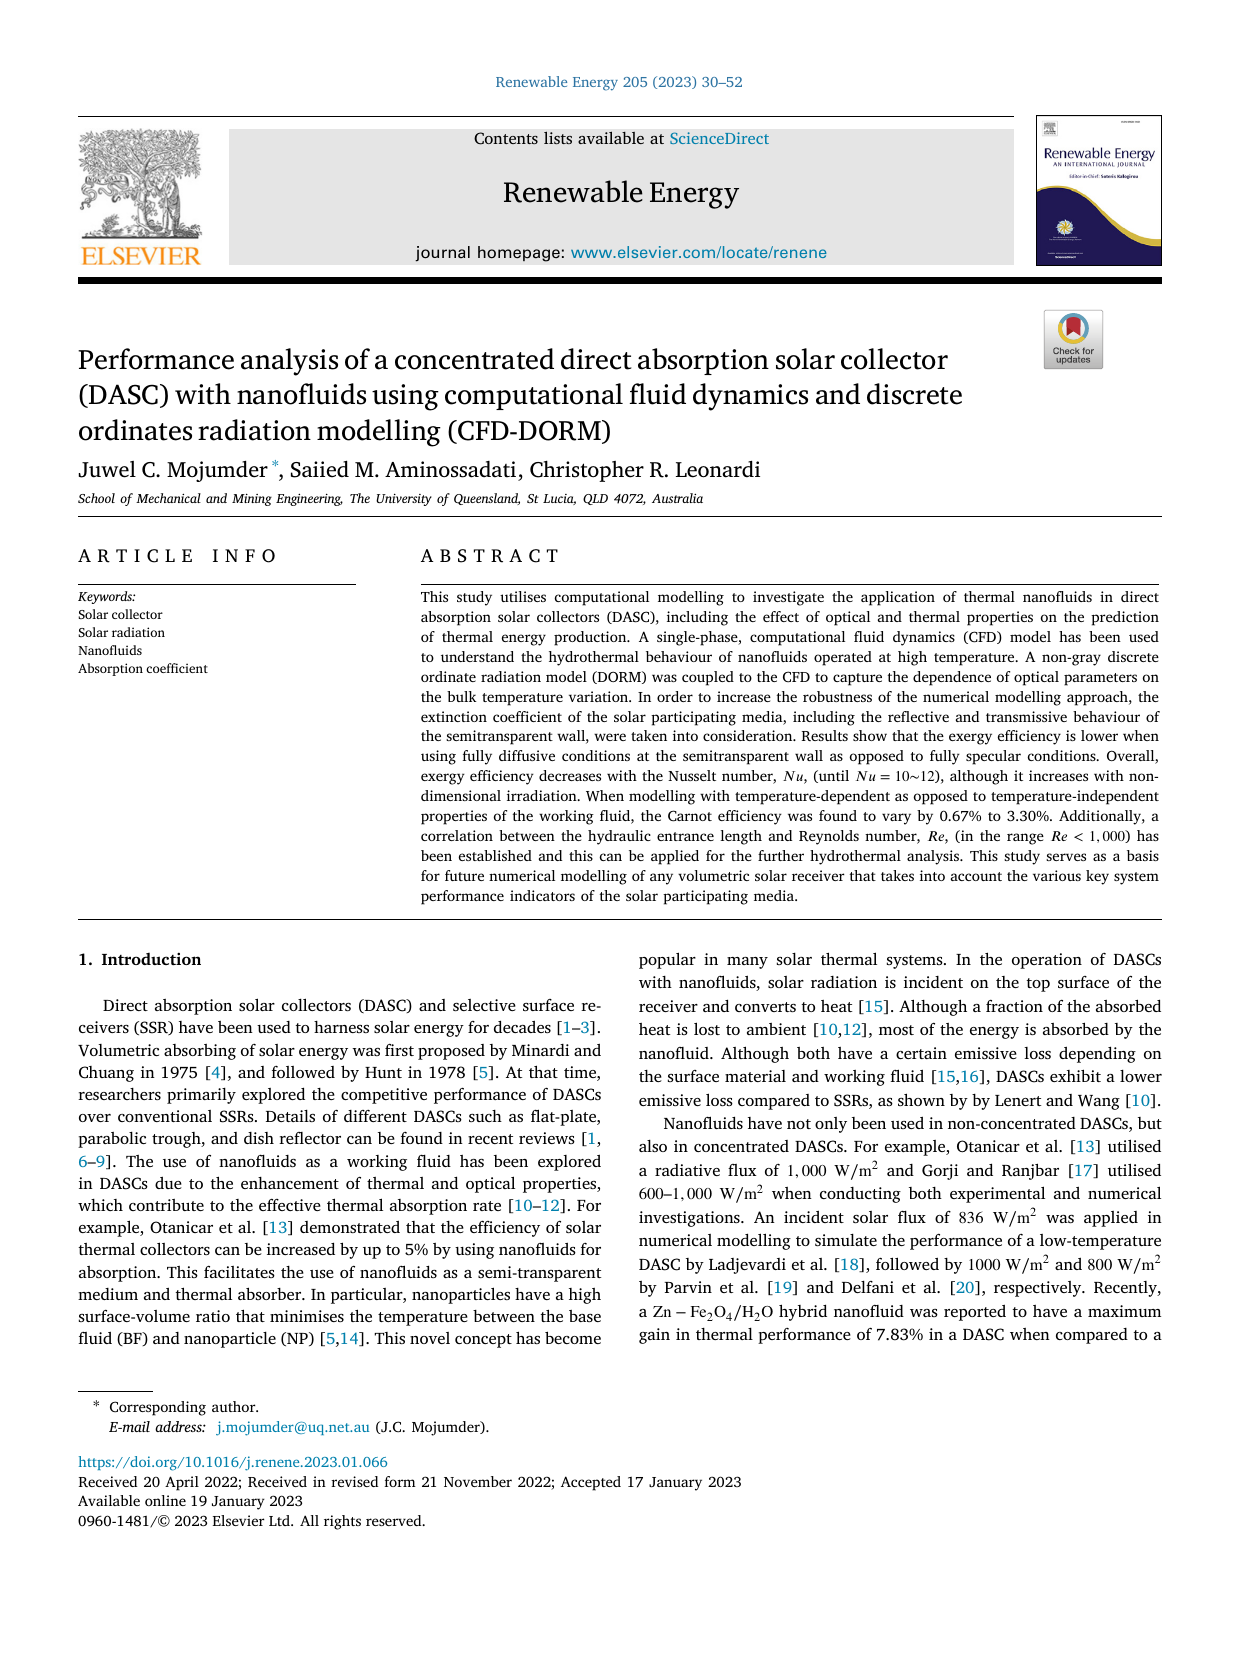 Renewable Energy 205 (2023) 30–52
Contents lists available at ScienceDirect
Renewable Energy
journal homepage: www.elsevier.com/locate/renene
ELSEVIER
Renewable Energy
AN INTERNATIONAL JOURNAL
Editor-in-Chief: Soteris Kalogirou
Check for
updates
Performance analysis of a concentrated direct absorption solar collector
(DASC) with nanofluids using computational fluid dynamics and discrete
ordinates radiation modelling (CFD-DORM)
Juwel C. Mojumder *, Saiied M. Aminossadati, Christopher R. Leonardi
School of Mechanical and Mining Engineering, The University of Queensland, St Lucia, QLD 4072, Australia
ARTICLE INFO
Keywords:
Solar collector
Solar radiation
Nanofluids
Absorption coefficient
ABSTRACT
This study utilises computational modelling to investigate the application of thermal nanofluids in direct
absorption solar collectors (DASC), including the effect of optical and thermal properties on the prediction
of thermal energy production. A single-phase, computational fluid dynamics (CFD) model has been used
to understand the hydrothermal behaviour of nanofluids operated at high temperature. A non-gray discrete
ordinate radiation model (DORM) was coupled to the CFD to capture the dependence of optical parameters on
the bulk temperature variation. In order to increase the robustness of the numerical modelling approach, the
extinction coefficient of the solar participating media, including the reflective and transmissive behaviour of
the semitransparent wall, were taken into consideration. Results show that the exergy efficiency is lower when
using fully diffusive conditions at the semitransparent wall as opposed to fully specular conditions. Overall,
exergy efficiency decreases with the Nusselt number, Nu, (until Nu = 10~12), although it increases with non-
dimensional irradiation. When modelling with temperature-dependent as opposed to temperature-independent
properties of the working fluid, the Carnot efficiency was found to vary by 0.67% to 3.30%. Additionally, a
correlation between the hydraulic entrance length and Reynolds number, Re, (in the range Re < 1,000) has
been established and this can be applied for the further hydrothermal analysis. This study serves as a basis
for future numerical modelling of any volumetric solar receiver that takes into account the various key system
performance indicators of the solar participating media.
1. Introduction
Direct absorption solar collectors (DASC) and selective surface re-
ceivers (SSR) have been used to harness solar energy for decades [1–3].
Volumetric absorbing of solar energy was first proposed by Minardi and
Chuang in 1975 [4], and followed by Hunt in 1978 [5]. At that time,
researchers primarily explored the competitive performance of DASCs
over conventional SSRs. Details of different DASCs such as flat-plate,
parabolic trough, and dish reflector can be found in recent reviews [1,
6–9]. The use of nanofluids as a working fluid has been explored
in DASCs due to the enhancement of thermal and optical properties,
which contribute to the effective thermal absorption rate [10–12]. For
example, Otanicar et al. [13] demonstrated that the efficiency of solar
thermal collectors can be increased by up to 5% by using nanofluids for
absorption. This facilitates the use of nanofluids as a semi-transparent
medium and thermal absorber. In particular, nanoparticles have a high
surface-volume ratio that minimises the temperature between the base
fluid (BF) and nanoparticle (NP) [5,14]. This novel concept has become
popular in many solar thermal systems. In the operation of DASCs
with nanofluids, solar radiation is incident on the top surface of the
receiver and converts to heat [15]. Although a fraction of the absorbed
heat is lost to ambient [10,12], most of the energy is absorbed by the
nanofluid. Although both have a certain emissive loss depending on
the surface material and working fluid [15,16], DASCs exhibit a lower
emissive loss compared to SSRs, as shown by by Lenert and Wang [10].
Nanofluids have not only been used in non-concentrated DASCs, but
also in concentrated DASCs. For example, Otanicar et al. [13] utilised
a radiative flux of 1,000 W/m² and Gorji and Ranjbar [17] utilised
600–1,000 W/m² when conducting both experimental and numerical
investigations. An incident solar flux of 836 W/m² was applied in
numerical modelling to simulate the performance of a low-temperature
DASC by Ladjevardi et al. [18], followed by 1000 W/m² and 800 W/m²
by Parvin et al. [19] and Delfani et al. [20], respectively. Recently,
a Zn − Fe₂O₄/H₂O hybrid nanofluid was reported to have a maximum
gain in thermal performance of 7.83% in a DASC when compared to a
* Corresponding author.
E-mail address: j.mojumder@uq.net.au (J.C. Mojumder).
https://doi.org/10.1016/j.renene.2023.01.066
Received 20 April 2022; Received in revised form 21 November 2022; Accepted 17 January 2023
Available online 19 January 2023
0960-1481/© 2023 Elsevier Ltd. All rights reserved.